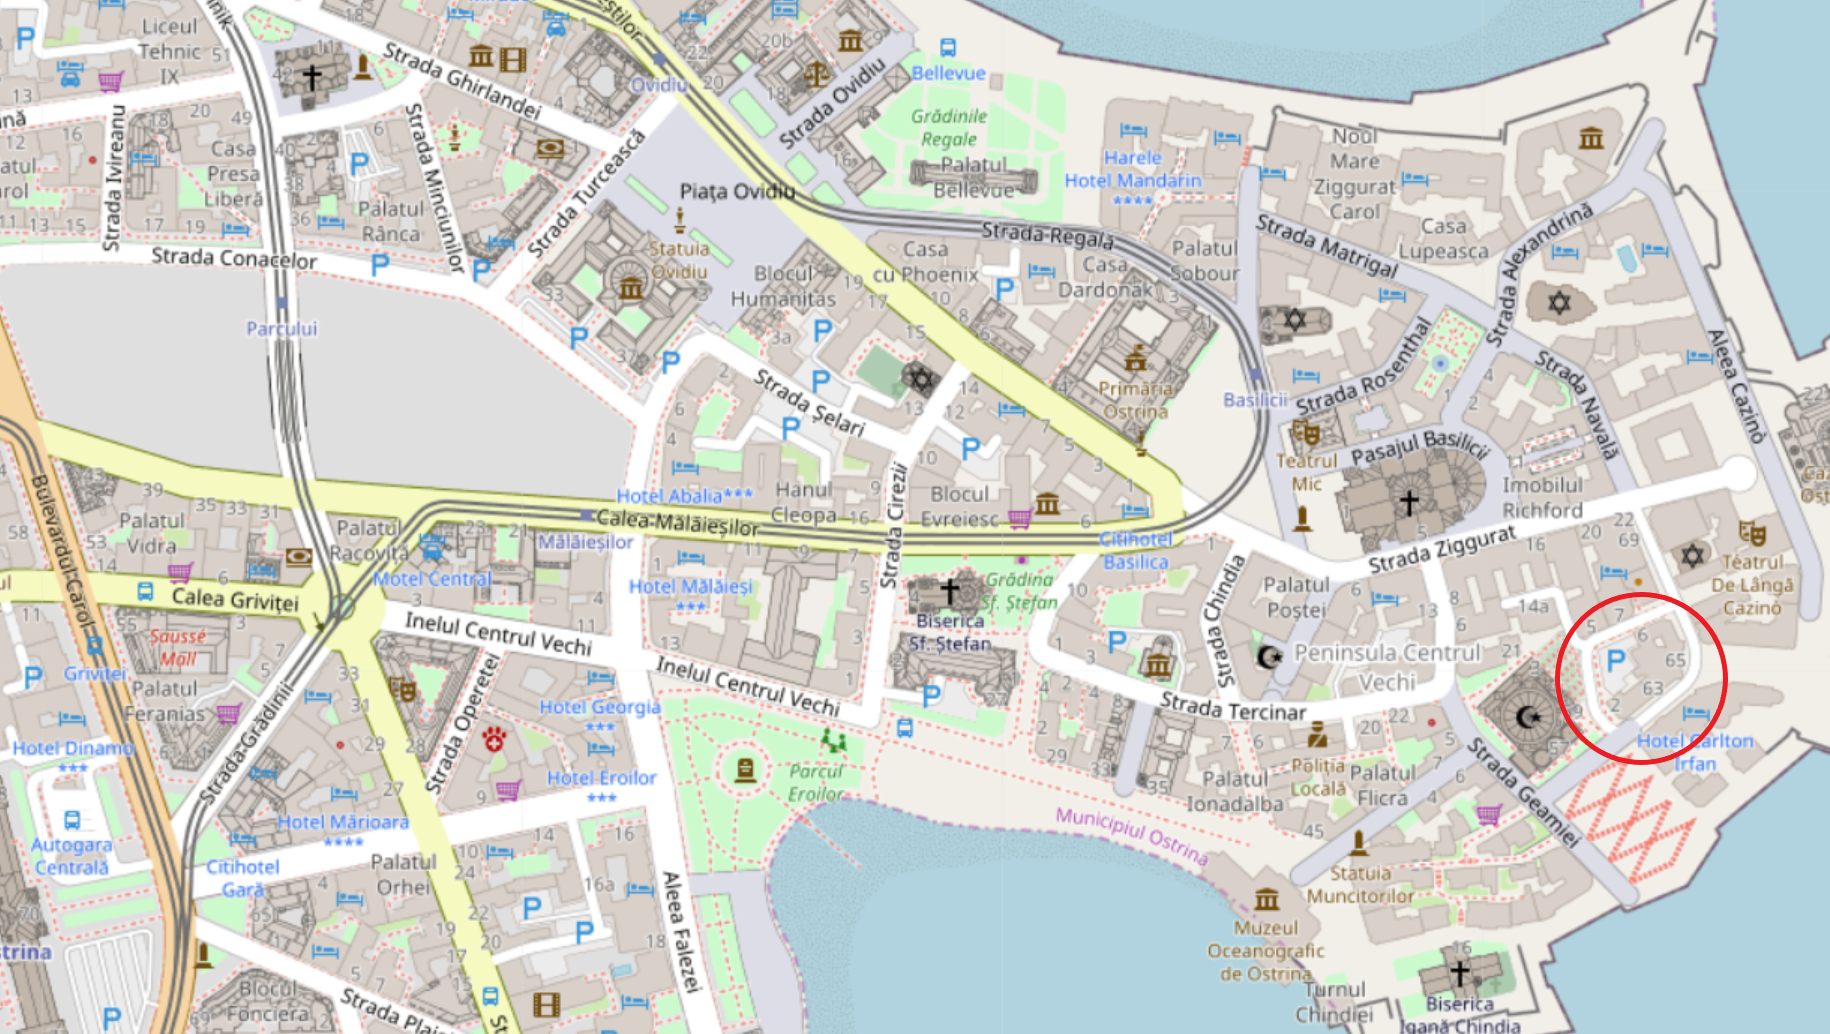 Liceul
Tehnic
IX
Strada Ghirlandei
Ovidiu
Strada Ovidiu
Bellevue
Grădinile
Regale
Palatul
Bellevue
Harele
Hotel Mandarin
****
Noul
Mare
Ziggurat
Carol
Casa
Lupeasca
Strada Ivireanu
Casa
Presa
Liberă
Palatul
Rânca
Strada Minciunilor
Strada Turcească
Piața Ovidiu
Statuia
Ovidiu
Strada Conacelor
Parcului
Strada Regală
Casa
cu Phoenix
Blocul
Humanitas
Casa
Dardonak
Palatul
Sobour
Strada Matrigal
Strada Alexandrină
Strada Rosenthal
Strada Navală
Aleea Cazino
Primăria
Ostrina
Basilicii
Strada Șelari
Teatrul
Mic
Pasajul Basilicii
Imobilul
Richford
Bulevardul Carol
Palatul
Vidra
Palatul
Racoviță
Hotel Abalia***
Hanul
Cleopa
Calea Mălăieșilor
Mălăieșilor
Strada Cirezii
Blocul
Evreiesc
Citihotel
Basilica
Strada Ziggurat
Teatrul
De Lângă
Cazino
Motel Central
Hotel Mălăiești
***
Grădina
Sf. Ștefan
Biserica
Sf. Ștefan
Strada Chindia
Palatul
Poștei
Peninsula Centrul
Vechi
Calea Griviței
Saussé
Mall
Griviței
Palatul
Feranias
Inelul Centrul Vechi
Inelul Centrul Vechi
Strada Operetei
Strada Grădinii
Hotel Georgia
***
Hotel Eroilor
***
Parcul
Eroilor
Strada Tercinar
Palatul
Ionadalba
Poliția
Locală
Palatul
Flicra
Strada Geamiei
Hotel Carlton
Irfan
Municipiul Ostrina
Hotel Dinamo
***
Autogara
Centrală
Hotel Mărioara
****
Citihotel
Gară
Palatul
Orhei
Aleea Falezei
Statuia
Muncitorilor
Muzeul
Oceanografic
de Ostrina
Turnul
Chindiei
Biserica
Igană Chindia
Blocul
Fonciera